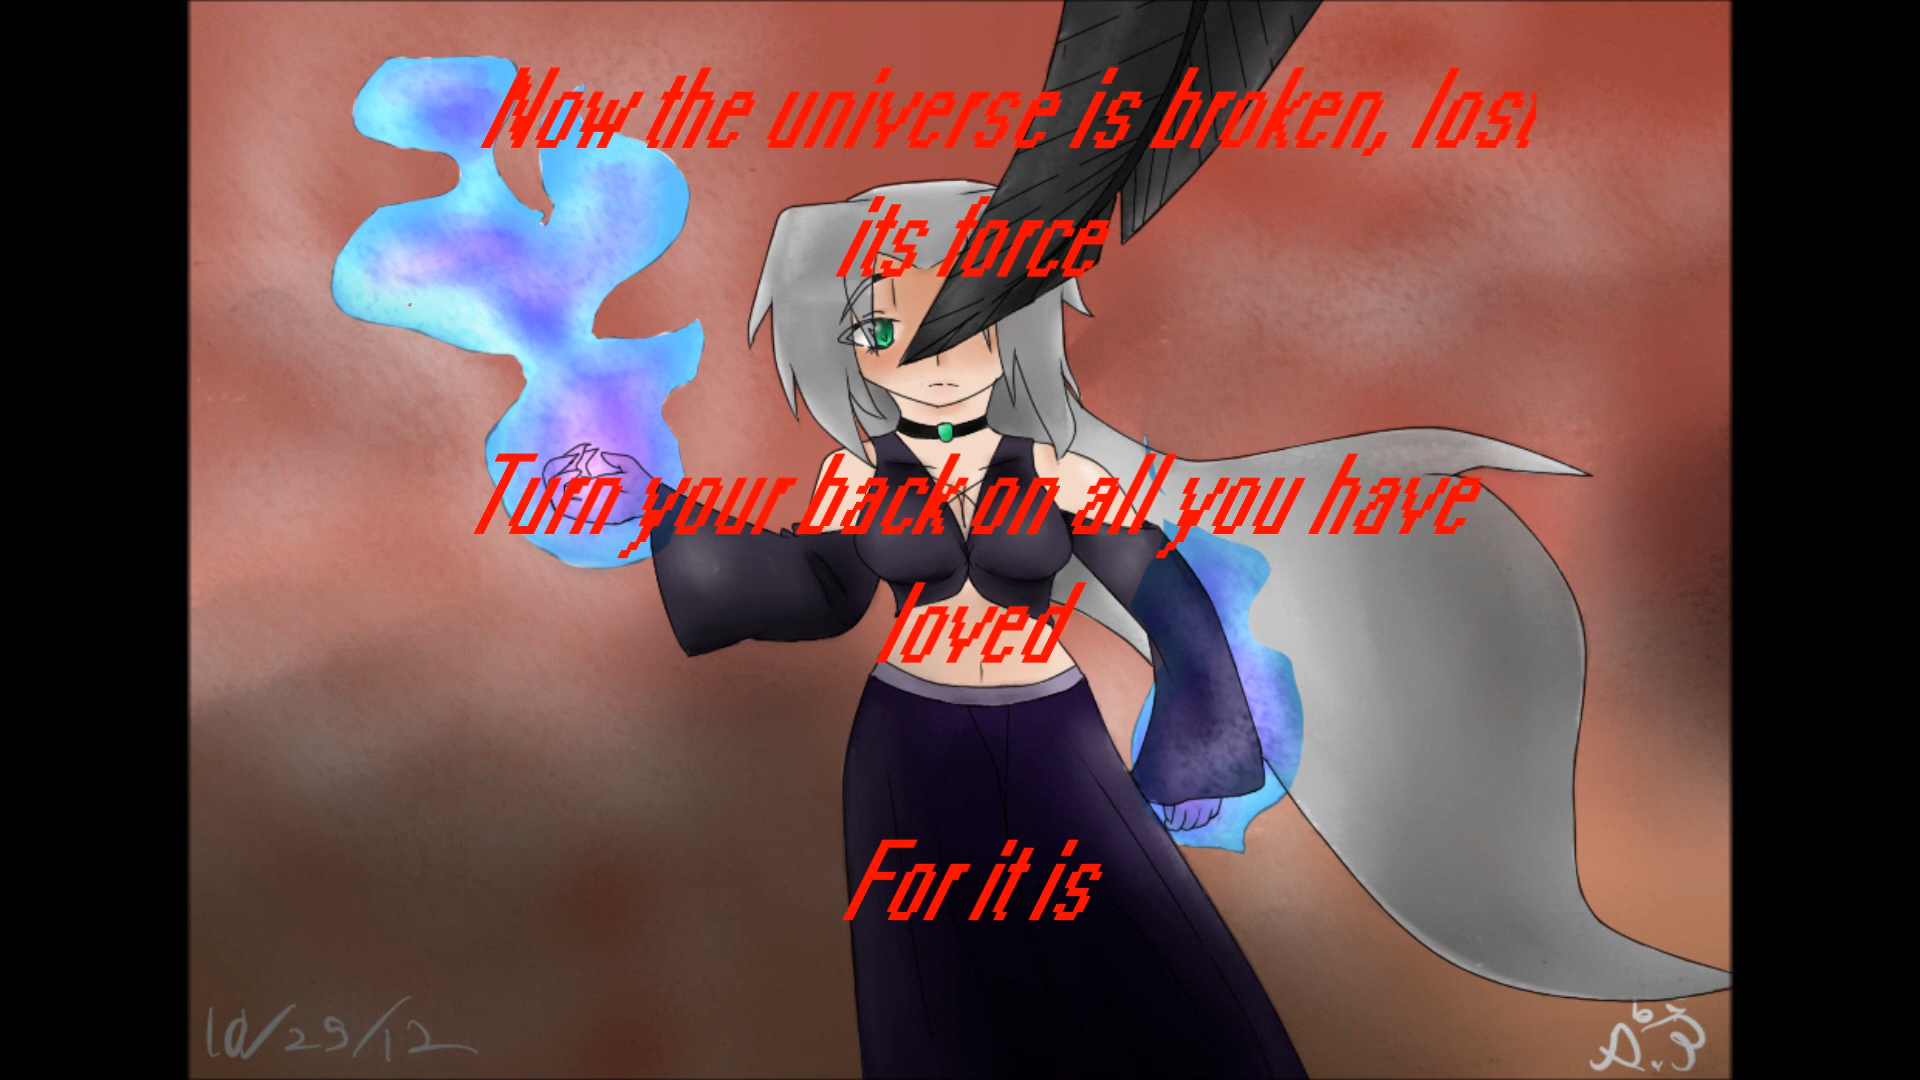 Now the universe is broken, lost
its force
Turn your back on all you have
loved
For it is
10/29/12